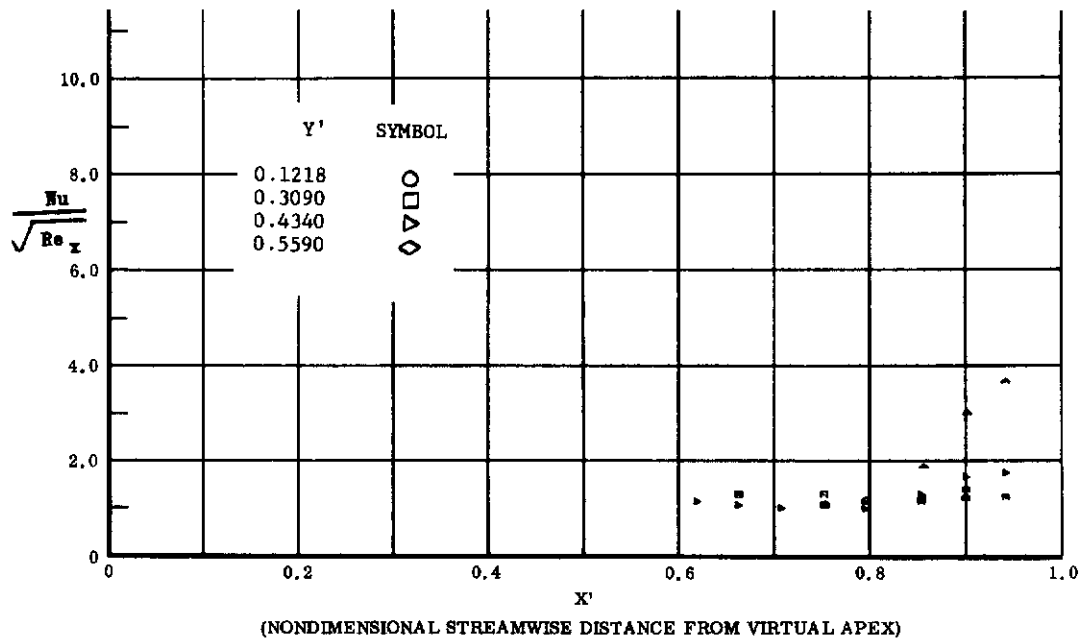 10.0
8.0
6.0
4.0
2.0
0
Nu
√Re x
Y' SYMBOL
0.1218
0.3090
0.4340
0.5590
0 0.2 0.4 0.6 0.8 1.0
X'
(NONDIMENSIONAL STREAMWISE DISTANCE FROM VIRTUAL APEX)